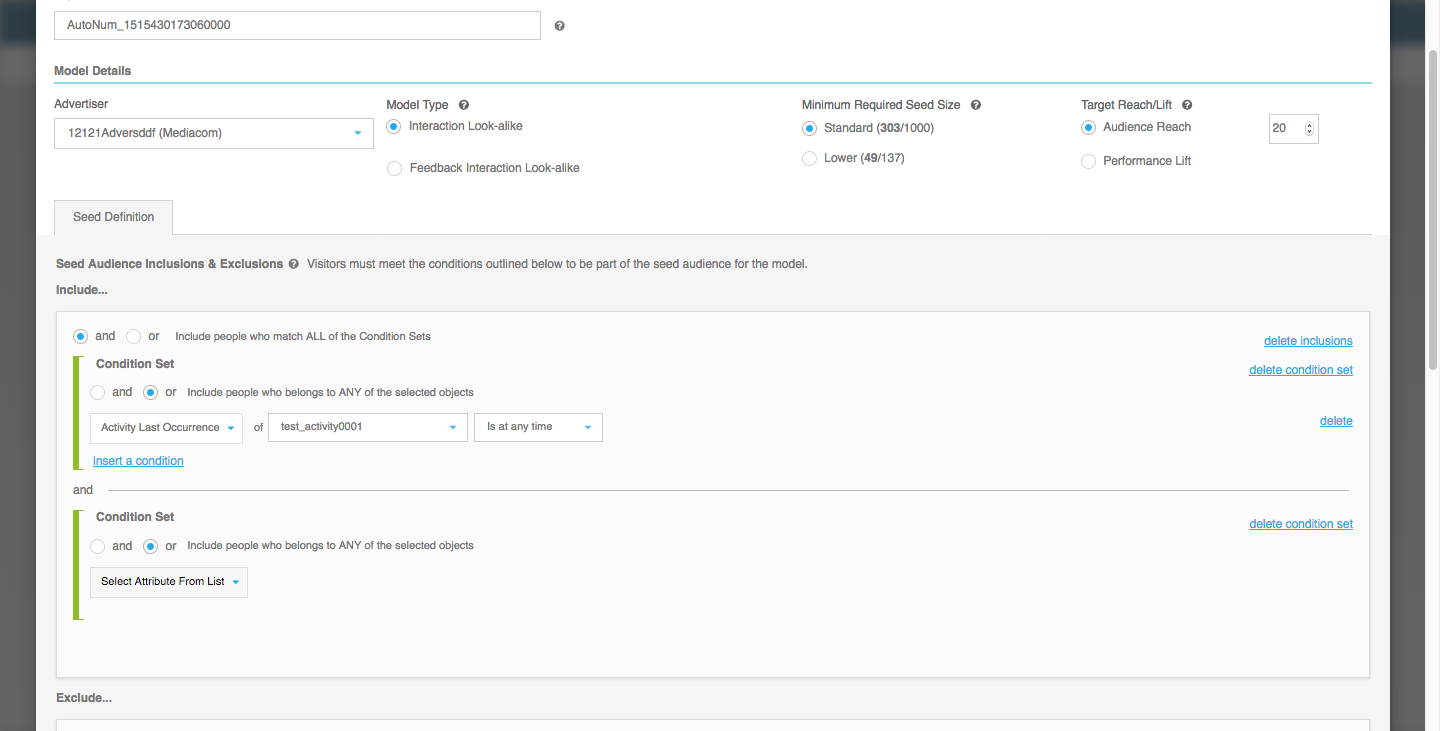 AutoNum_1515430173060000
Model Details
Advertiser
Model Type
Minimum Required Seed Size
Target Reach/Lift
12121Adversddf (Mediacom)
Interaction Look-alike
Standard (303/1000)
Audience Reach
20
Feedback Interaction Look-alike
Lower (49/137)
Performance Lift
Seed Definition
Seed Audience Inclusions & Exclusions Visitors must meet the conditions outlined below to be part of the seed audience for the model.
Include...
and or Include people who match ALL of the Condition Sets
delete inclusions
Condition Set
delete condition set
and or Include people who belongs to ANY of the selected objects
Activity Last Occurrence of test_activity0001 Is at any time
delete
insert a condition
and
Condition Set
delete condition set
and or Include people who belongs to ANY of the selected objects
Select Attribute From List
Exclude...